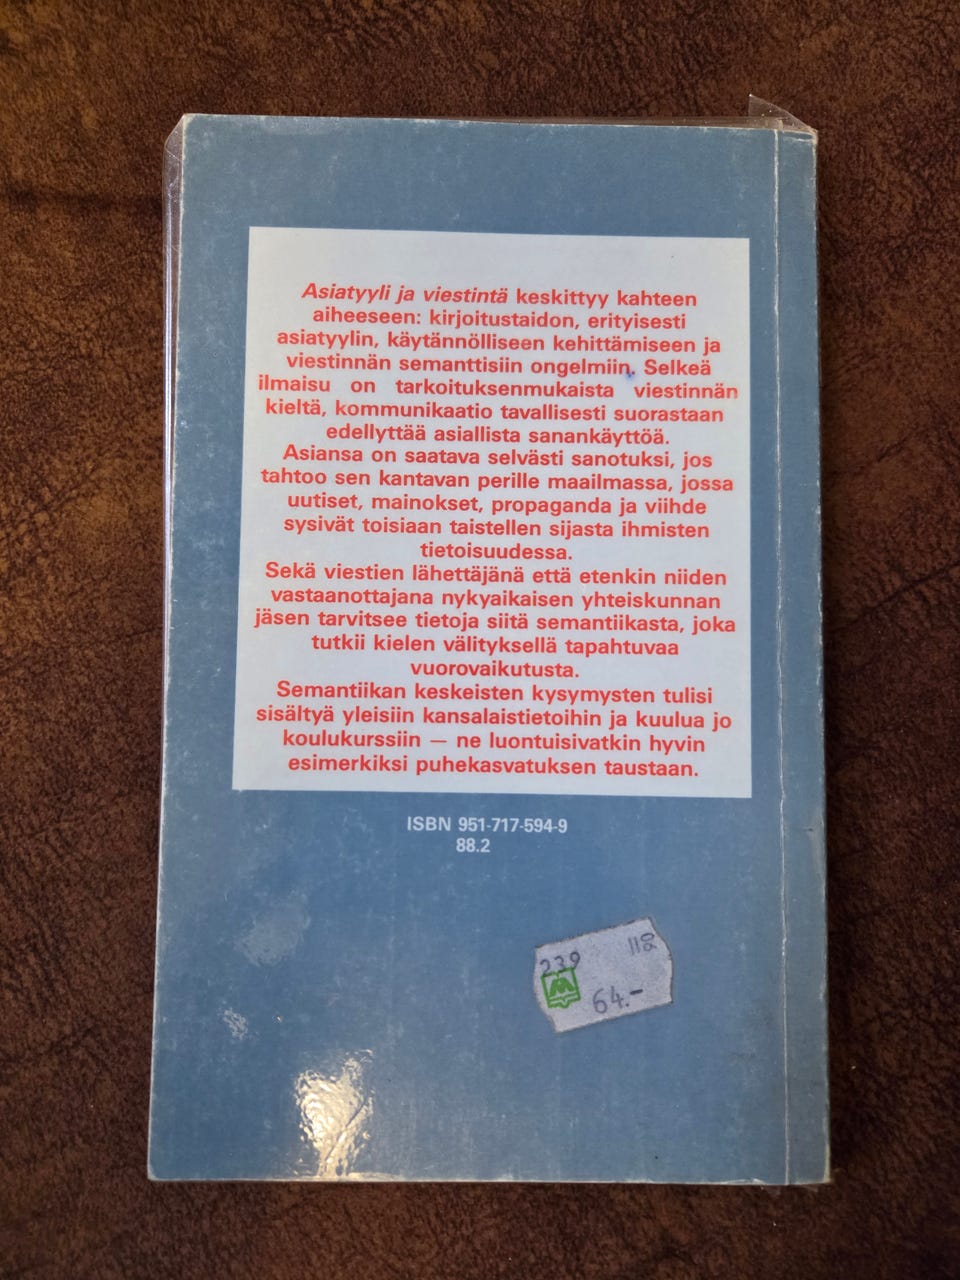 Asiatyyli ja viestintä keskittyy kahteen
aiheeseen: kirjoitustaidon, erityisesti
asiatyylin, käytännölliseen kehittämiseen ja
viestinnän semanttisiin ongelmiin. Selkeä
ilmaisu on tarkoituksenmukaista viestinnän
kieltä, kommunikaatio tavallisesti suorastaan
edellyttää asiallista sanankäyttöä.
Asiansa on saatava selvästi sanotuksi, jos
tahtoo sen kantavan perille maailmassa, jossa
uutiset, mainokset, propaganda ja viihde
sysivät toisiaan taistellen sijasta ihmisten
tietoisuudessa.
Sekä viestien lähettäjänä että etenkin niiden
vastaanottajana nykyaikaisen yhteiskunnan
jäsen tarvitsee tietoja siitä semantiikasta, joka
tutkii kielen välityksellä tapahtuvaa
vuorovaikutusta.
Semantiikan keskeisten kysymysten tulisi
sisältyä yleisiin kansalaistietoihin ja kuulua jo
koulukurssiin — ne luontuisivatkin hyvin
esimerkiksi puhekasvatuksen taustaan.
ISBN 951-717-594-9
88.2
239
64.-